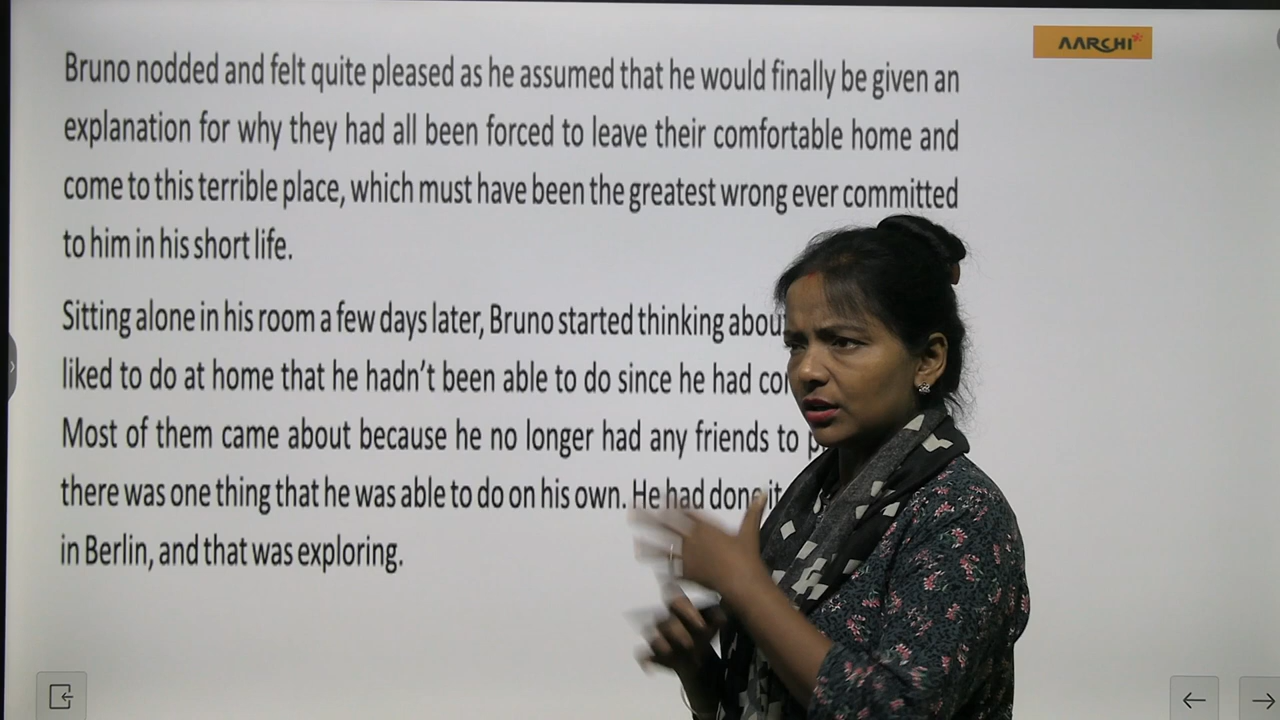 AARCHI
Bruno nodded and felt quite pleased as he assumed that he would finally be given an
explanation for why they had all been forced to leave their comfortable home and
come to this terrible place, which must have been the greatest wrong ever committed
to him in his short life.
Sitting alone in his room a few days later, Bruno started thinking
liked to do at home that he hadn't been able to do since he had
Most of them came about because he no longer had any friends to
there was one thing that he was able to do on his own. He had done it
in Berlin, and that was exploring.